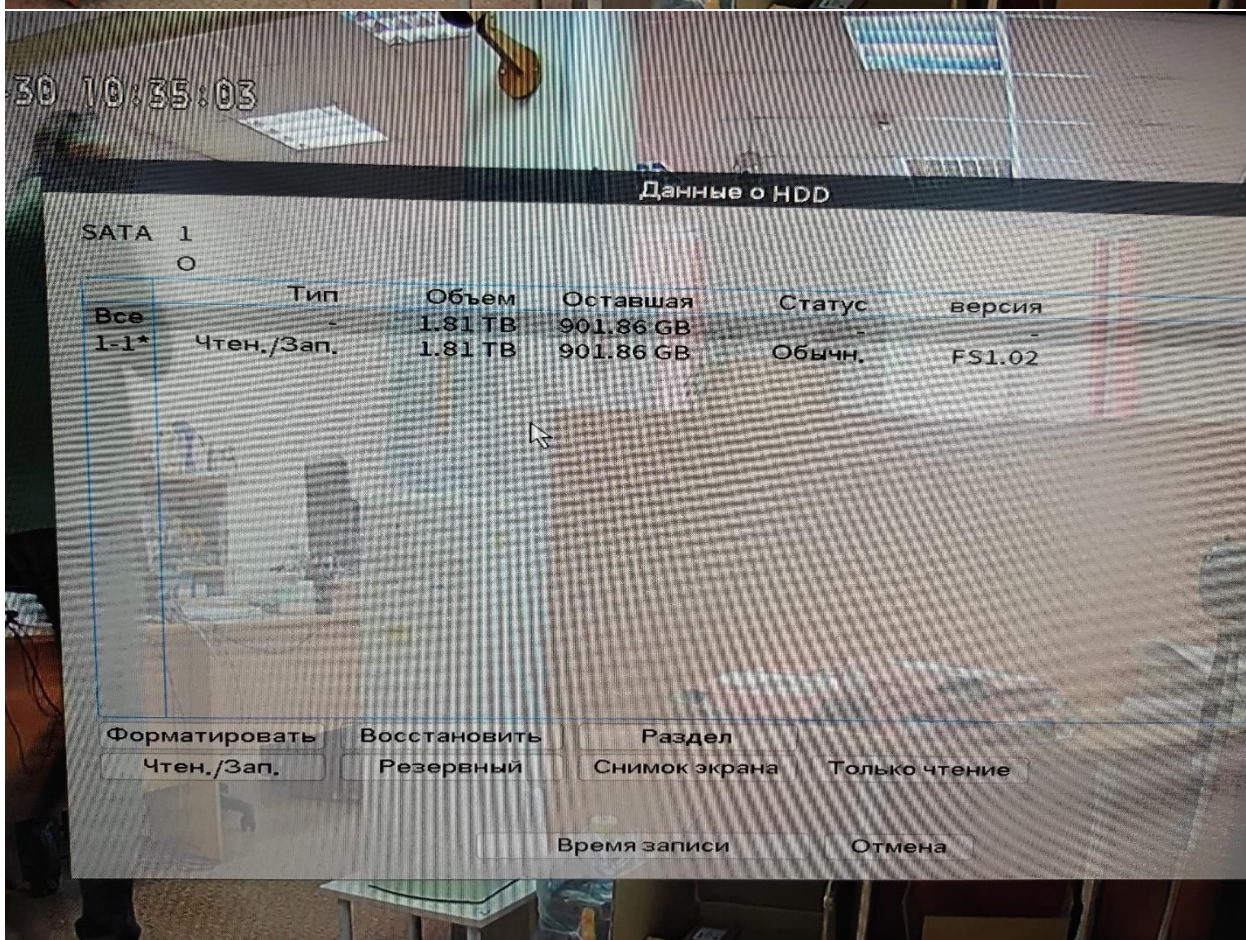 30 10:35:03
Данные о HDD
SATA 1
O
Тип Объем Оставшая Статус версия
Все - 1.81 TB 901.86 GB - -
1-1* Чтен./Зап. 1.81 TB 901.86 GB Обычн. FS1.02
Форматировать Восстановить Раздел
Чтен./Зап. Резервный Снимок экрана Только чтение
Время записи Отмена